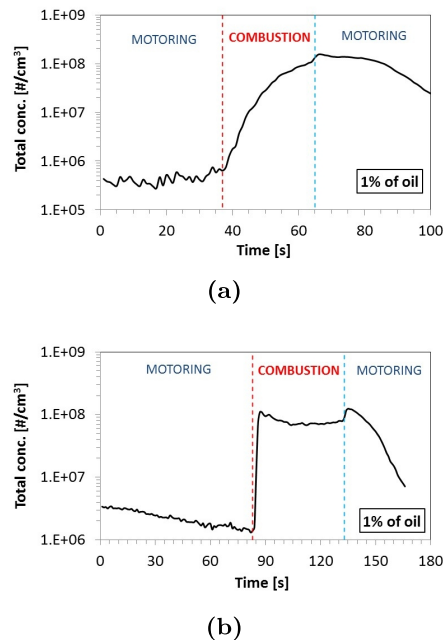 1.E+09
MOTORING COMBUSTION MOTORING
1.E+08
1.E+07
1.E+06
1.E+05
Total conc. [#/cm³]
1% of oil
0 20 40 60 80 100
Time [s]
(a)
1.E+09
MOTORING COMBUSTION MOTORING
1.E+08
1.E+07
1.E+06
Total conc. [#/cm³]
1% of oil
0 30 60 90 120 150 180
Time [s]
(b)